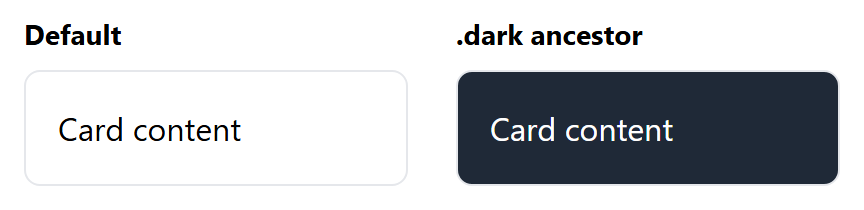 Default
.dark ancestor
Card content
Card content